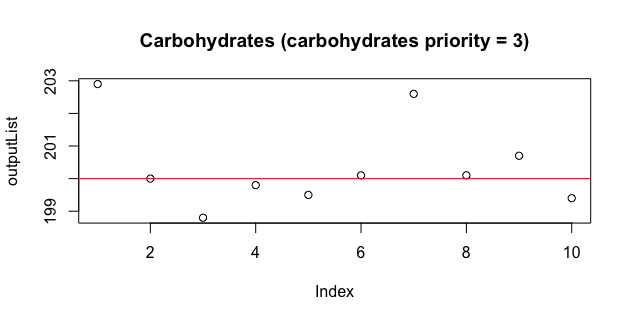 Carbohydrates (carbohydrates priority = 3)
outputList
203
201
199
2 4 6 8 10
Index